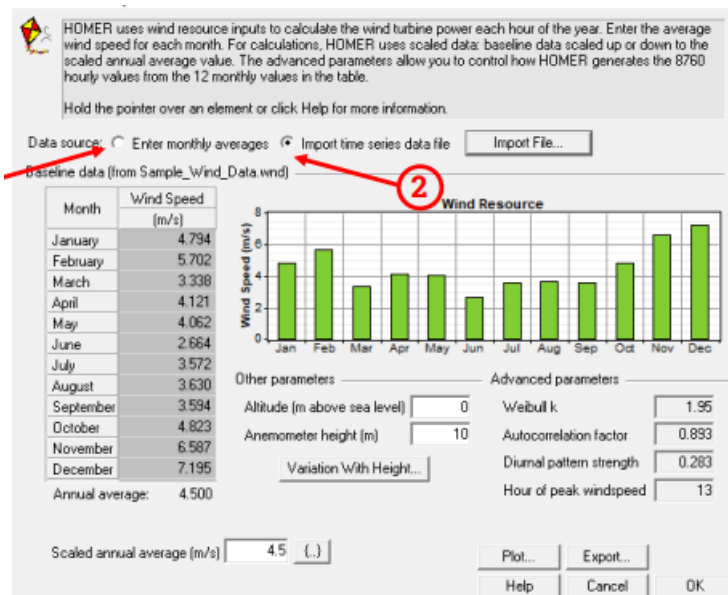 HOMER uses wind resource inputs to calculate the wind turbine power each hour of the year. Enter the average
wind speed for each month. For calculations, HOMER uses scaled data: baseline data scaled up or down to the
scaled annual average value. The advanced parameters allow you to control how HOMER generates the 8760
hourly values from the 12 monthly values in the table.
Hold the pointer over an element or click Help for more information.
Data source: Enter monthly averages Import time series data file Import File...
Baseline data (from Sample_Wind_Data.wnd)
2
Month Wind Speed
(m/s)
January 4.794
February 5.702
March 3.338
April 4.121
May 4.062
June 2.664
July 3.572
August 3.630
September 3.594
October 4.823
November 6.587
December 7.195
Annual average: 4.500
Wind Resource
Wind Speed (m/s)
8
6
4
2
0
Jan Feb Mar Apr May Jun Jul Aug Sep Oct Nov Dec
Other parameters
Altitude (m above sea level) 0
Anemometer height (m) 10
Variation With Height...
Advanced parameters
Weibull k 1.95
Autocorrelation factor 0.893
Diurnal pattern strength 0.283
Hour of peak windspeed 13
Scaled annual average (m/s) 4.5 {..}
Plot... Export...
Help Cancel OK